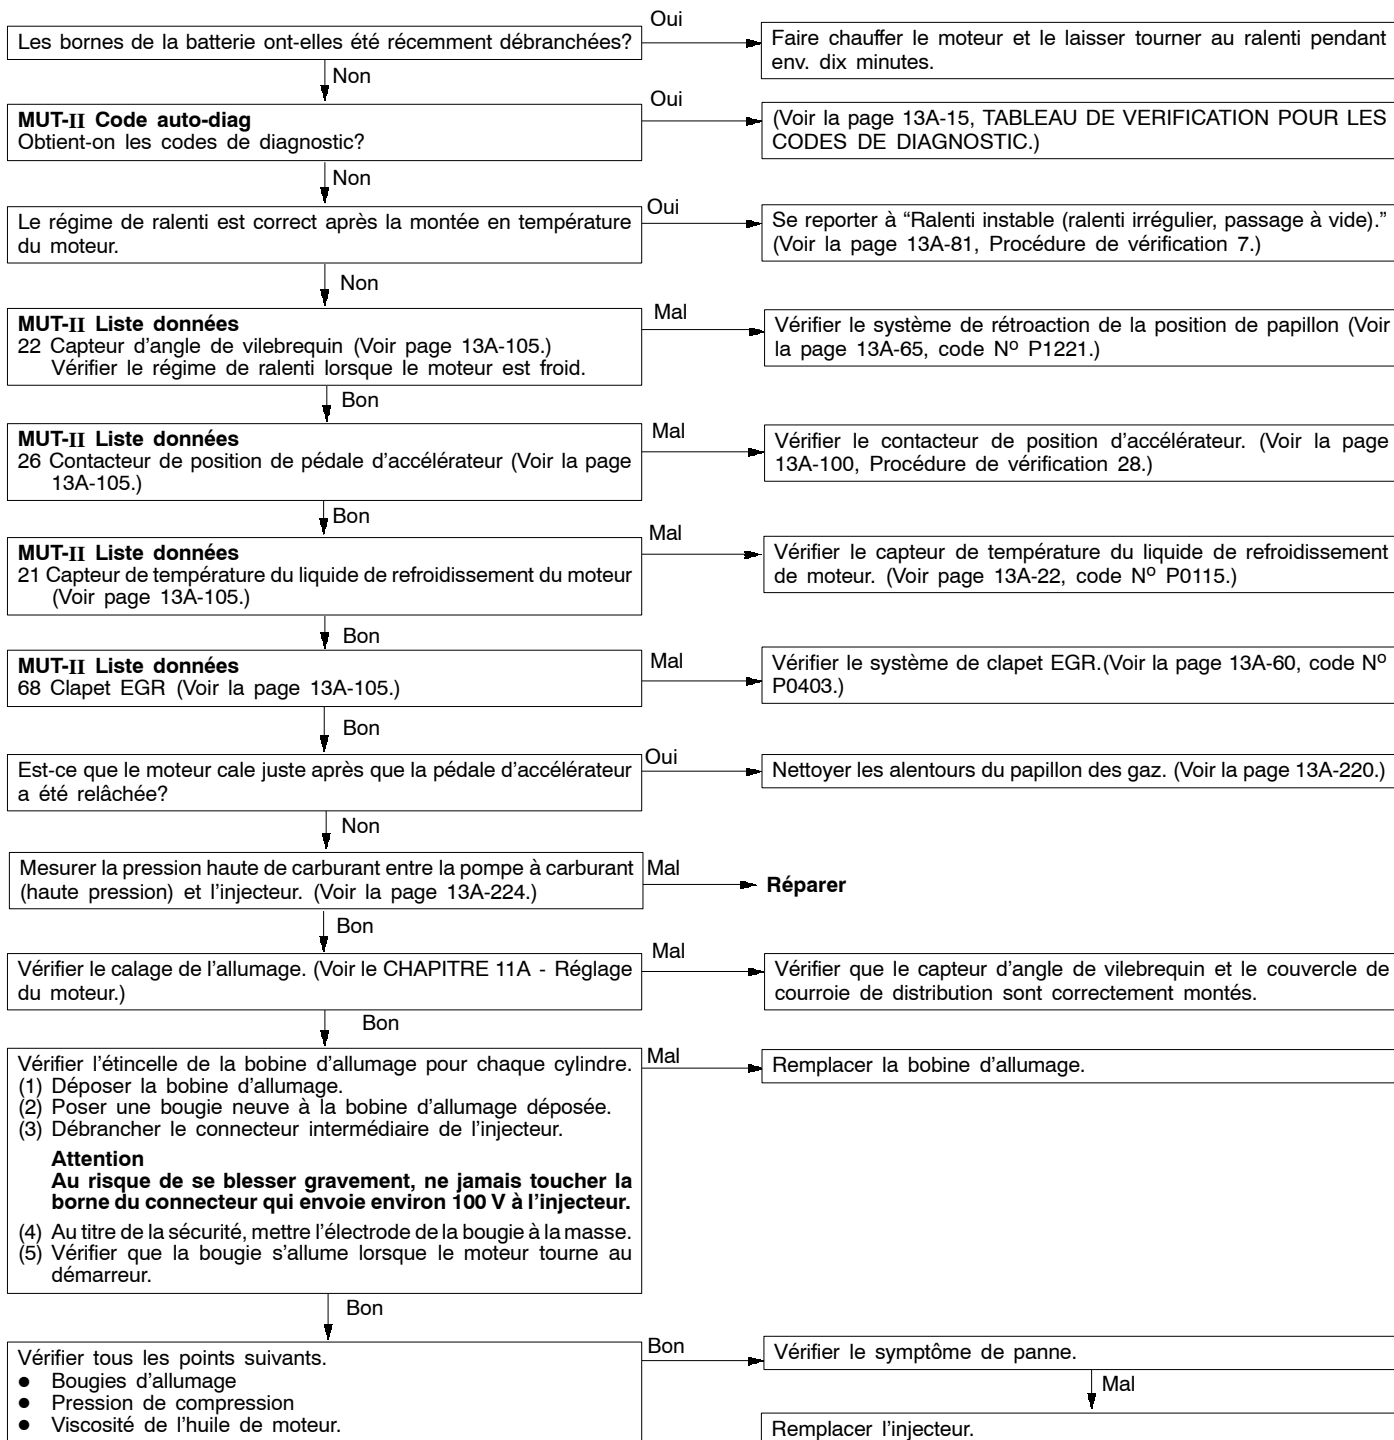 Les bornes de la batterie ont-elles été récemment débranchées?
Oui
Faire chauffer le moteur et le laisser tourner au ralenti pendant
env. dix minutes.
Non
MUT-II Code auto-diag
Obtient-on les codes de diagnostic?
Oui
(Voir la page 13A-15, TABLEAU DE VERIFICATION POUR LES
CODES DE DIAGNOSTIC.)
Non
Le régime de ralenti est correct après la montée en température
du moteur.
Oui
Se reporter à “Ralenti instable (ralenti irrégulier, passage à vide).”
(Voir la page 13A-81, Procédure de vérification 7.)
Non
MUT-II Liste données
22 Capteur d'angle de vilebrequin (Voir page 13A-105.)
Vérifier le régime de ralenti lorsque le moteur est froid.
Mal
Vérifier le système de rétroaction de la position de papillon (Voir
la page 13A-65, code Nº P1221.)
Bon
MUT-II Liste données
26 Contacteur de position de pédale d'accélérateur (Voir la page
13A-105.)
Mal
Vérifier le contacteur de position d'accélérateur. (Voir la page
13A-100, Procédure de vérification 28.)
Bon
MUT-II Liste données
21 Capteur de température du liquide de refroidissement du moteur
(Voir page 13A-105.)
Mal
Vérifier le capteur de température du liquide de refroidissement
de moteur. (Voir page 13A-22, code Nº P0115.)
Bon
MUT-II Liste données
68 Clapet EGR (Voir la page 13A-105.)
Mal
Vérifier le système de clapet EGR.(Voir la page 13A-60, code Nº
P0403.)
Bon
Est-ce que le moteur cale juste après que la pédale d'accélérateur
a été relâchée?
Oui
Nettoyer les alentours du papillon des gaz. (Voir la page 13A-220.)
Non
Mesurer la pression haute de carburant entre la pompe à carburant
(haute pression) et l'injecteur. (Voir la page 13A-224.)
Mal
Réparer
Bon
Vérifier le calage de l'allumage. (Voir le CHAPITRE 11A - Réglage
du moteur.)
Mal
Vérifier que le capteur d'angle de vilebrequin et le couvercle de
courroie de distribution sont correctement montés.
Bon
Vérifier l'étincelle de la bobine d'allumage pour chaque cylindre.
(1) Déposer la bobine d'allumage.
(2) Poser une bougie neuve à la bobine d'allumage déposée.
(3) Débrancher le connecteur intermédiaire de l'injecteur.
Attention
Au risque de se blesser gravement, ne jamais toucher la
borne du connecteur qui envoie environ 100 V à l'injecteur.
(4) Au titre de la sécurité, mettre l'électrode de la bougie à la masse.
(5) Vérifier que la bougie s'allume lorsque le moteur tourne au
démarreur.
Mal
Remplacer la bobine d'allumage.
Bon
Vérifier tous les points suivants.
● Bougies d'allumage
● Pression de compression
● Viscosité de l'huile de moteur.
Bon
Vérifier le symptôme de panne.
Mal
Remplacer l'injecteur.